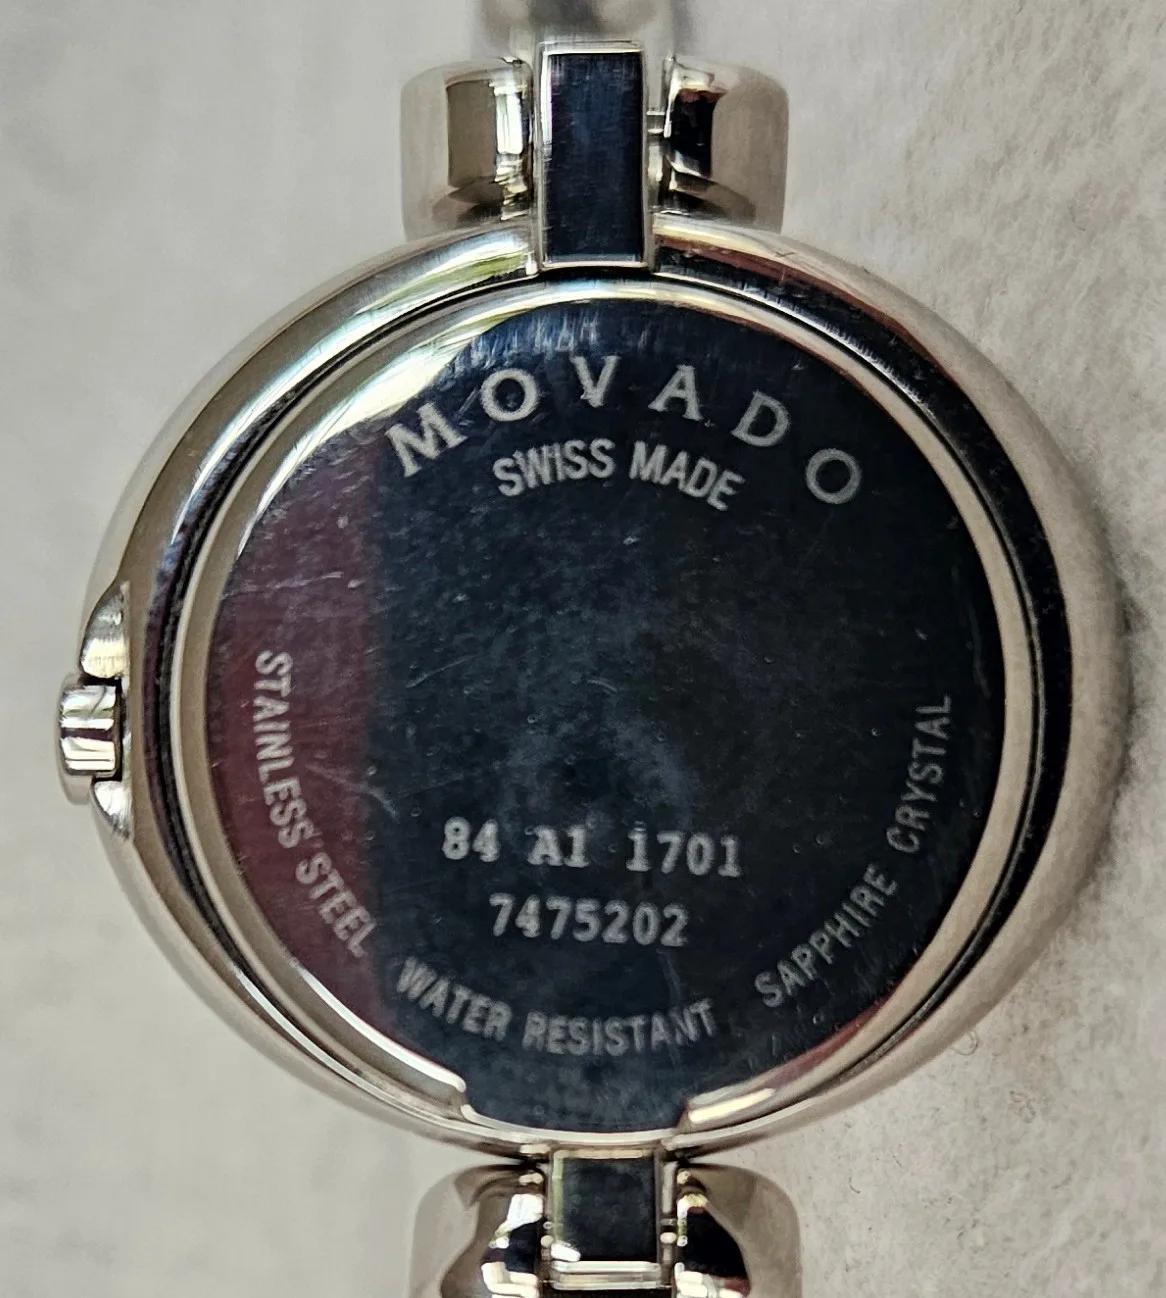 MOVADO
SWISS MADE
84 A1 1701
7475202
STAINLESS STEEL
WATER RESISTANT
SAPPHIRE CRYSTAL